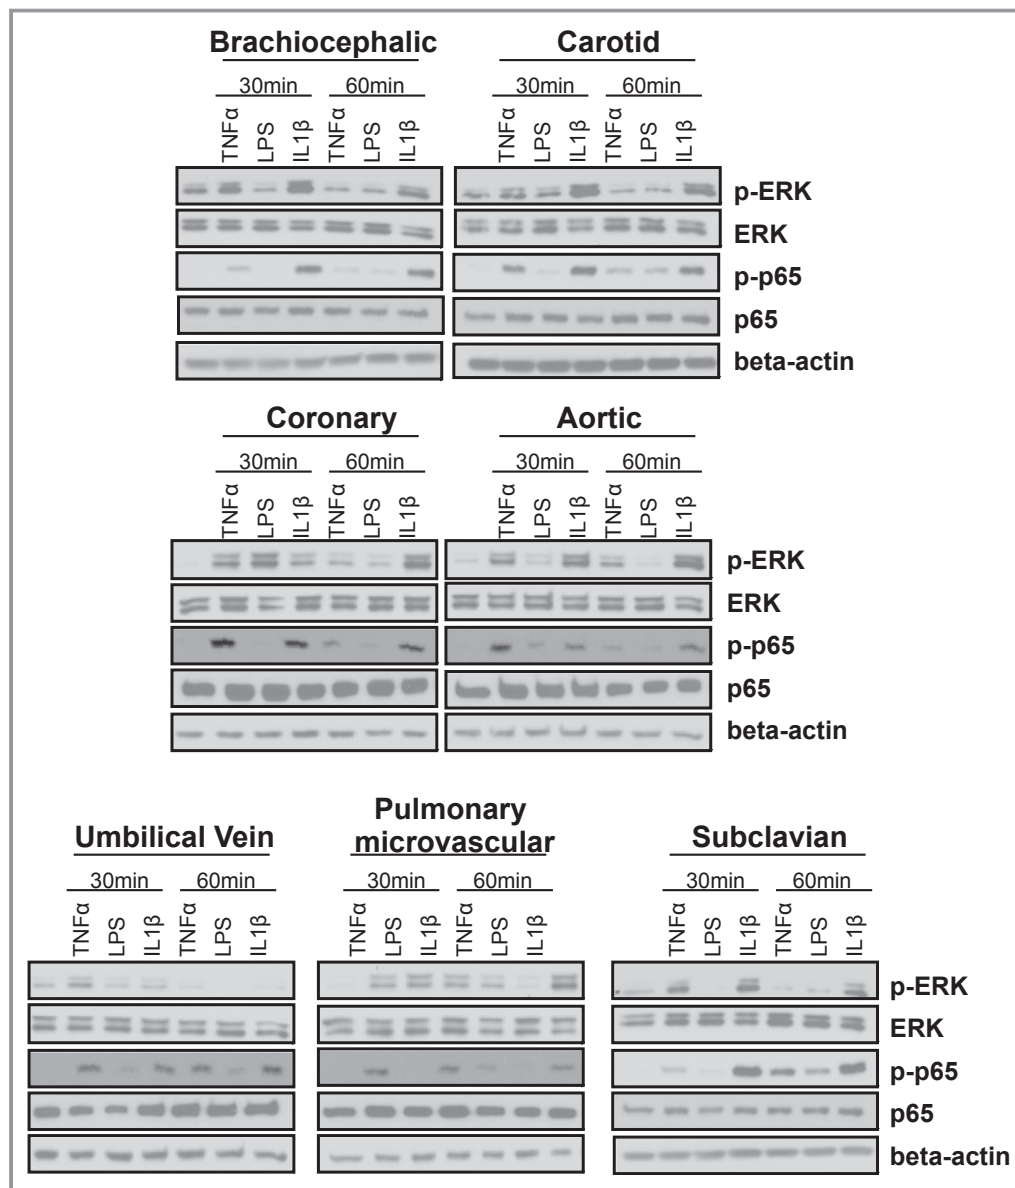 Brachiocephalic Carotid
30min 60min 30min 60min
TNFα LPS IL1β TNFα LPS IL1β TNFα LPS IL1β TNFα LPS IL1β
p-ERK
ERK
p-p65
p65
beta-actin
Coronary Aortic
30min 60min 30min 60min
TNFα LPS IL1β TNFα LPS IL1β TNFα LPS IL1β TNFα LPS IL1β
p-ERK
ERK
p-p65
p65
beta-actin
Umbilical Vein Pulmonary microvascular Subclavian
30min 60min 30min 60min 30min 60min
TNFα LPS IL1β TNFα LPS IL1β TNFα LPS IL1β TNFα LPS IL1β TNFα LPS IL1β TNFα LPS IL1β
p-ERK
ERK
p-p65
p65
beta-actin